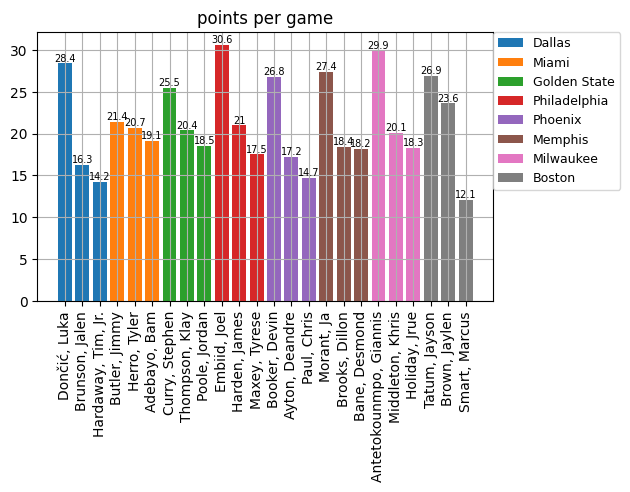 points per game
30
25
20
15
10
5
0
28.4
16.3
14.2
21.4
20.7
19.1
25.5
20.4
18.5
30.6
21
17.5
26.8
17.2
14.7
27.4
18.4
18.2
29.9
20.1
18.3
26.9
23.6
12.1
Dallas
Miami
Golden State
Philadelphia
Phoenix
Memphis
Milwaukee
Boston
Dončić, Luka
Brunson, Jalen
Hardaway, Tim, Jr.
Butler, Jimmy
Herro, Tyler
Adebayo, Bam
Curry, Stephen
Thompson, Klay
Poole, Jordan
Embiid, Joel
Harden, James
Maxey, Tyrese
Booker, Devin
Ayton, Deandre
Paul, Chris
Morant, Ja
Brooks, Dillon
Bane, Desmond
Antetokounmpo, Giannis
Middleton, Khris
Holiday, Jrue
Tatum, Jayson
Brown, Jaylen
Smart, Marcus